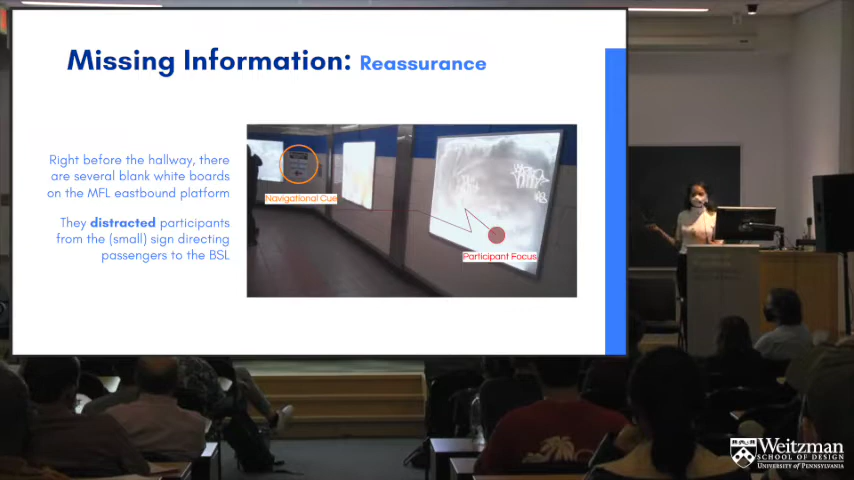 Missing Information: Reassurance
Right before the hallway, there
are several blank white boards
on the MFL eastbound platform
They distracted participants
from the (small) sign directing
passengers to the BSL
Navigational Cue
Participant Focus
Weitzman
SCHOOL OF DESIGN
UNIVERSITY OF PENNSYLVANIA